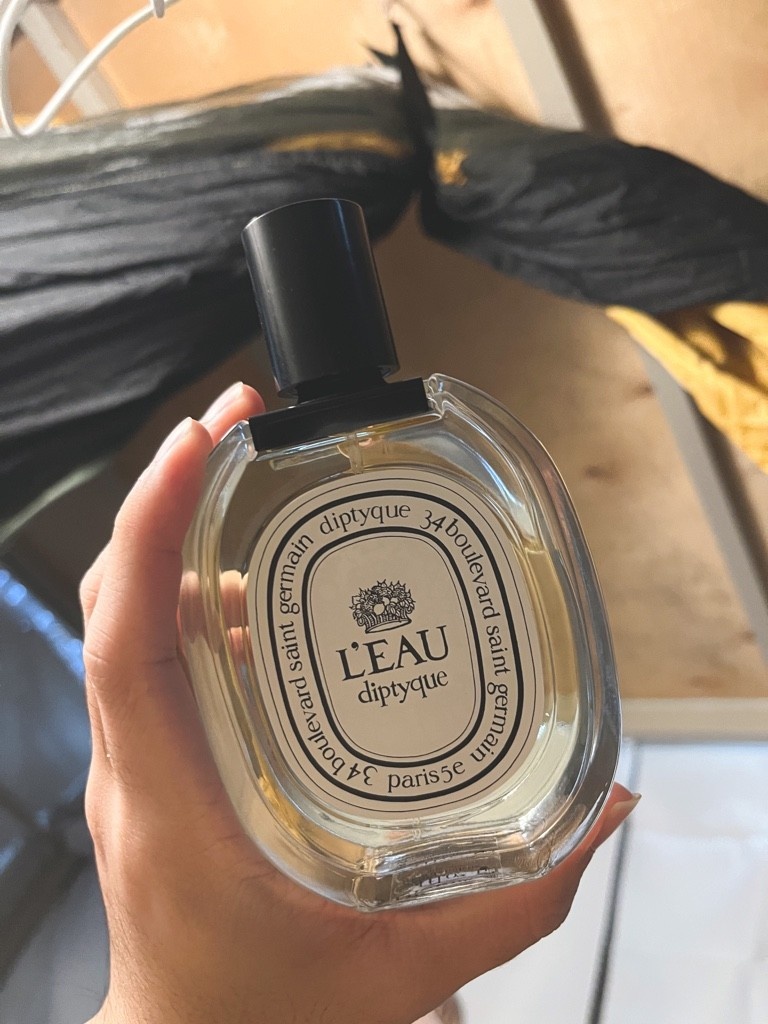 diptyque 34 boulevard saint germain paris5e 34 boulevard saint germain
L'EAU
diptyque